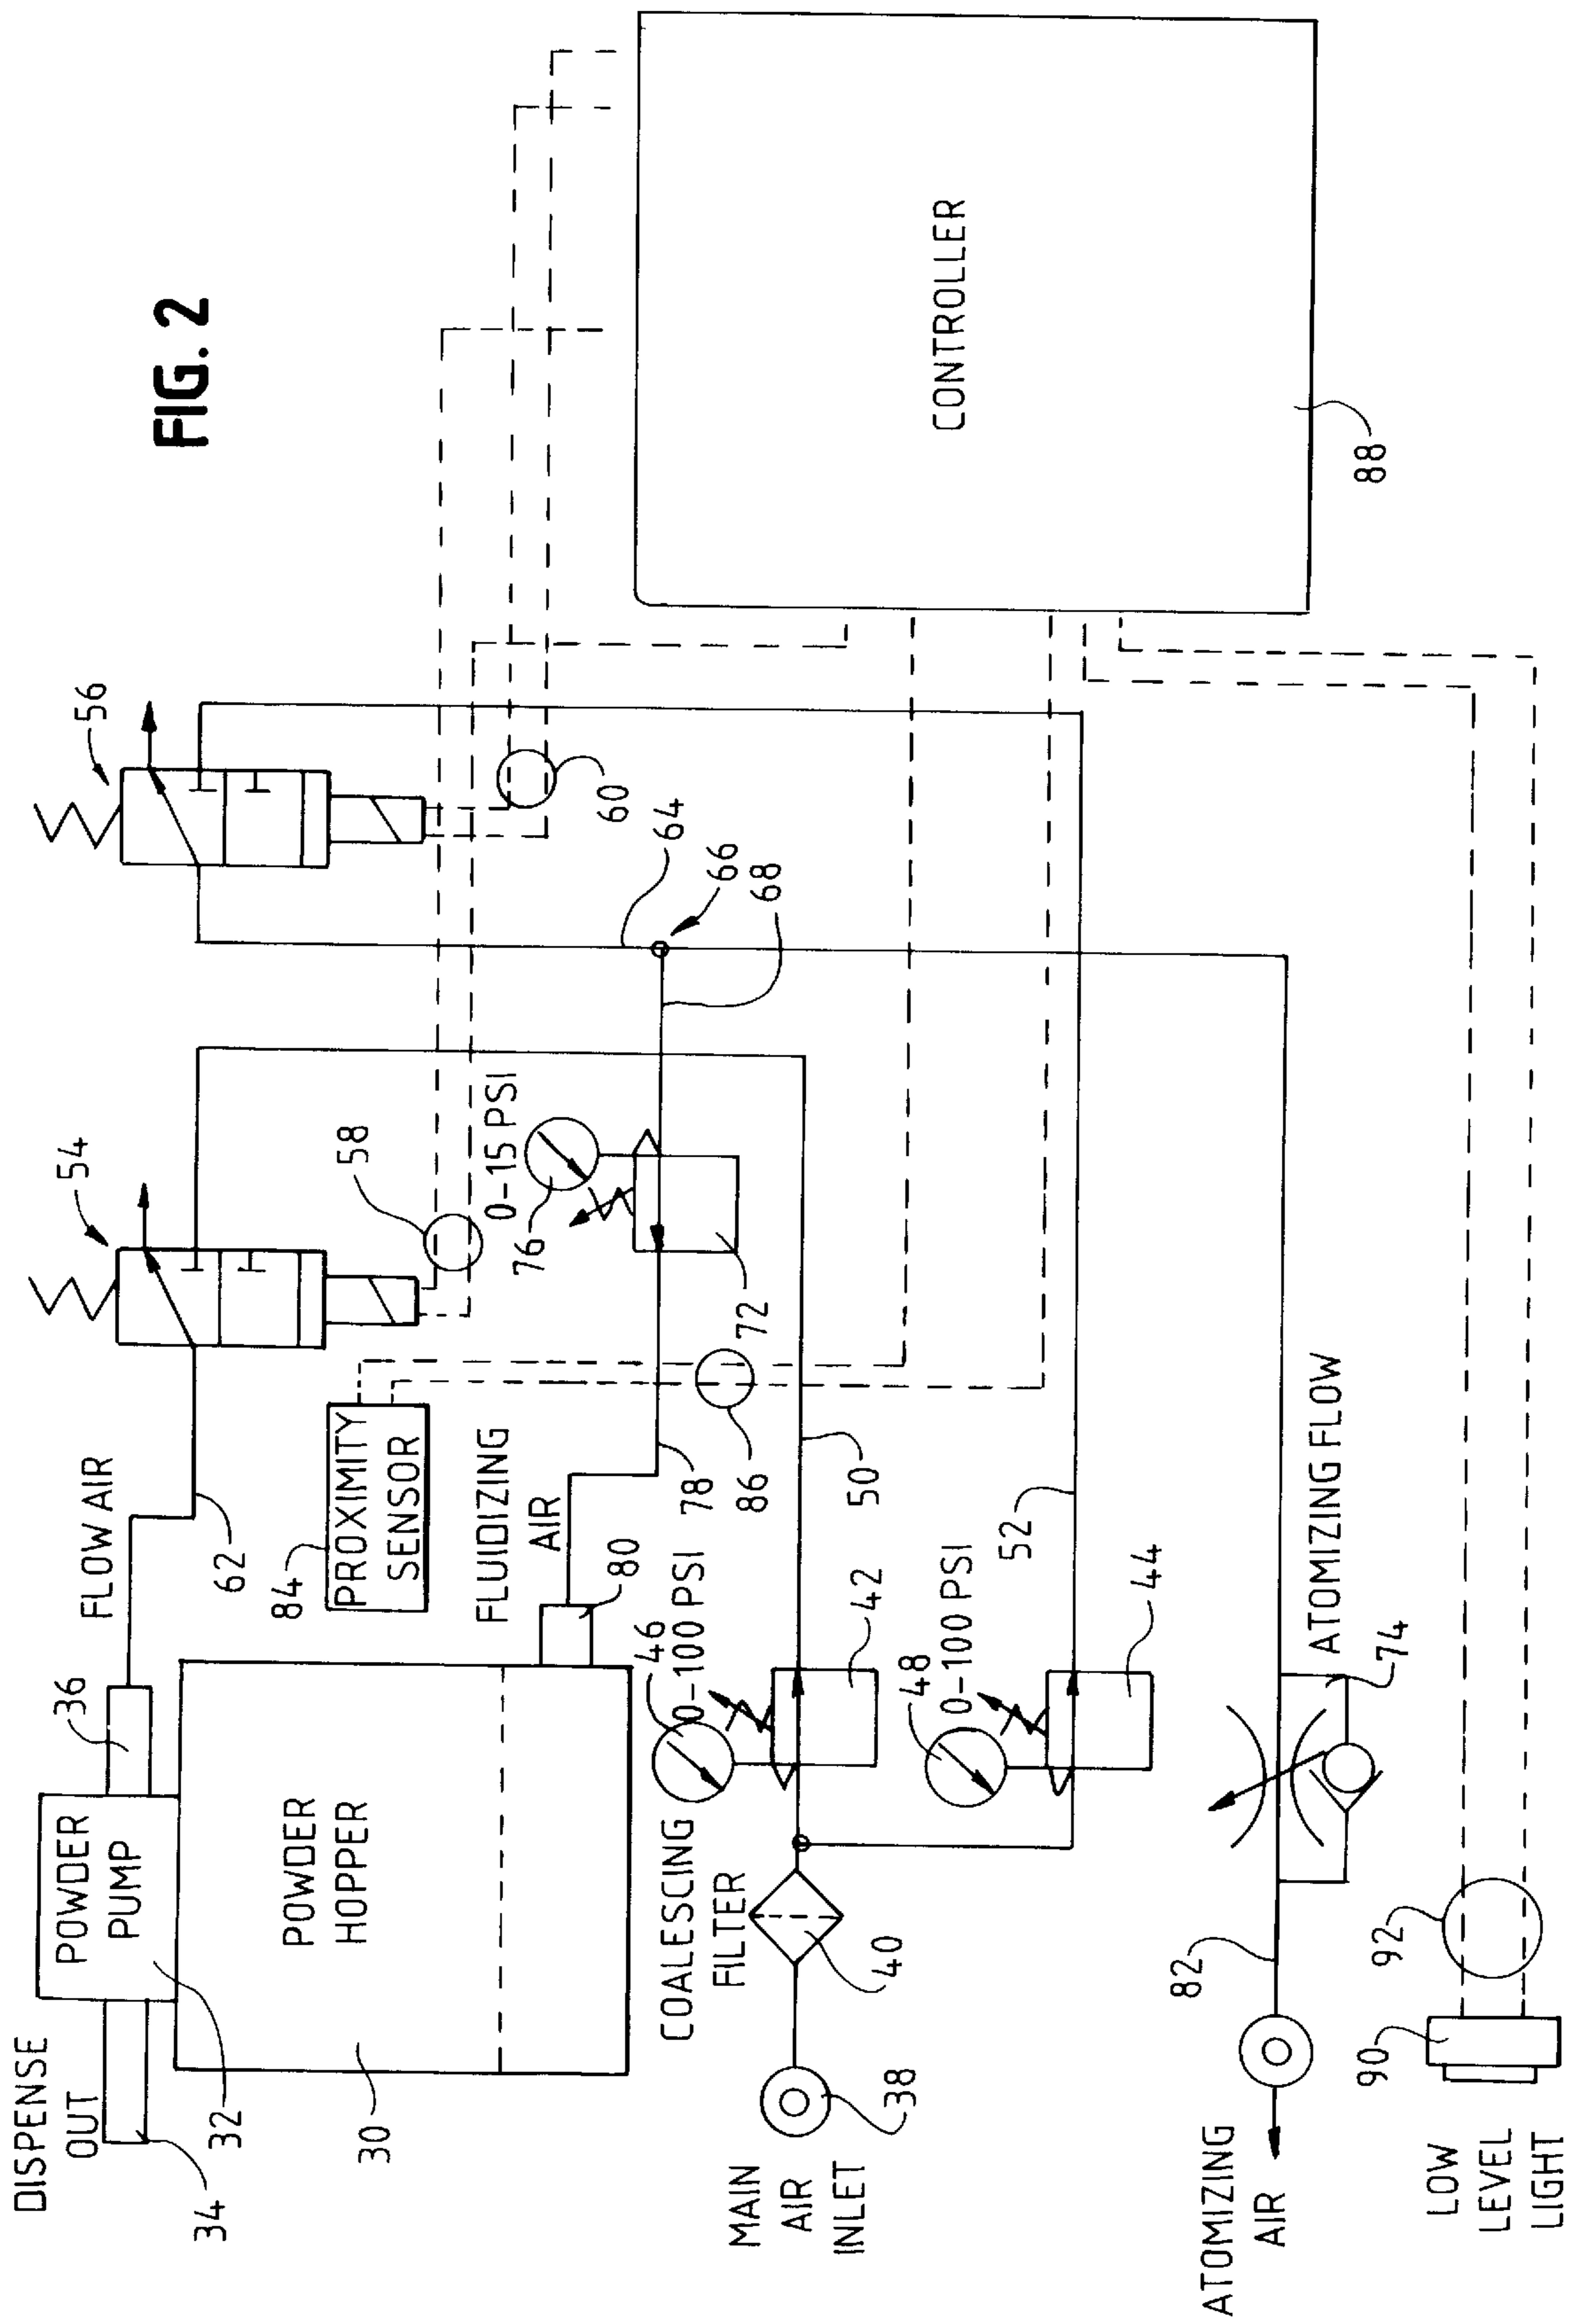 FIG. 2
DISPENSE
OUT
34
32
POWDER
PUMP
36
FLOW AIR
62
54
56
POWDER
HOPPER
30
84
PROXIMITY
SENSOR
58
60
FLUIDIZING
AIR
80
78
86
76
0-15 PSI
72
64
66
68
COALESCING
FILTER
40
46
0-100 PSI
42
50
MAIN
AIR
INLET
38
48
0-100 PSI
44
52
CONTROLLER
88
ATOMIZING
AIR
82
ATOMIZING FLOW
74
LOW
LEVEL
LIGHT
90
92